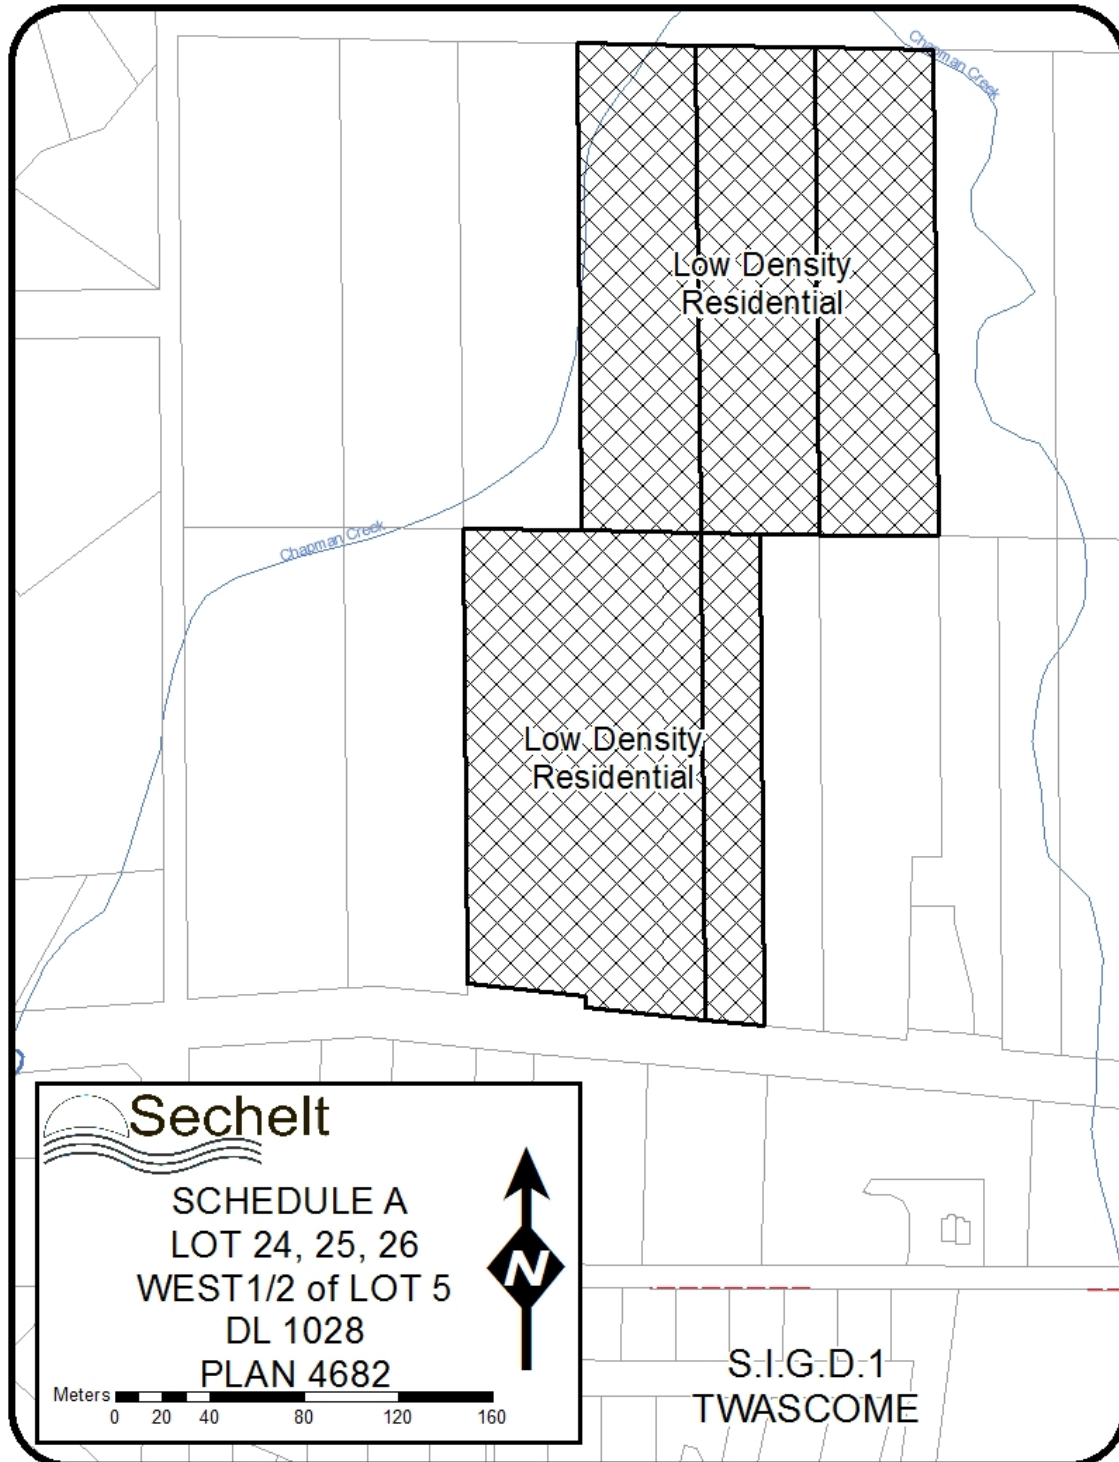 Chapman Creek
Low Density
Residential
Chapman Creek
Low Density
Residential
Sechelt
SCHEDULE A
LOT 24, 25, 26
WEST1/2 of LOT 5
DL 1028
PLAN 4682
N
Meters
0 20 40 80 120 160
S.I.G.D.1
TWASCOME